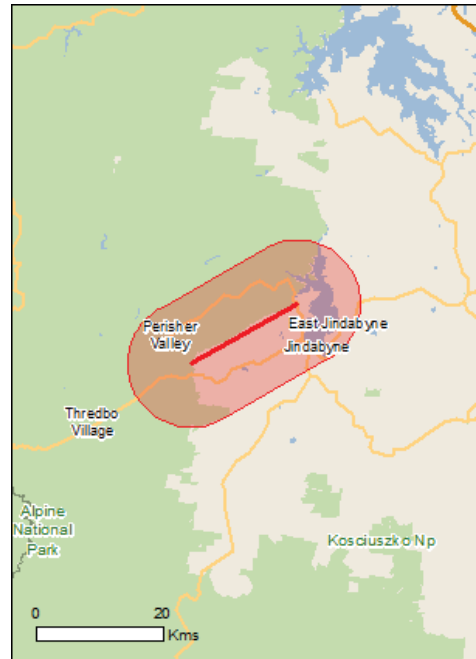 Perisher
Valley
East Jindabyne
Jindabyne
Thredbo
Village
Alpine
National
Park
Kosciuszko Np
0 20
Kms